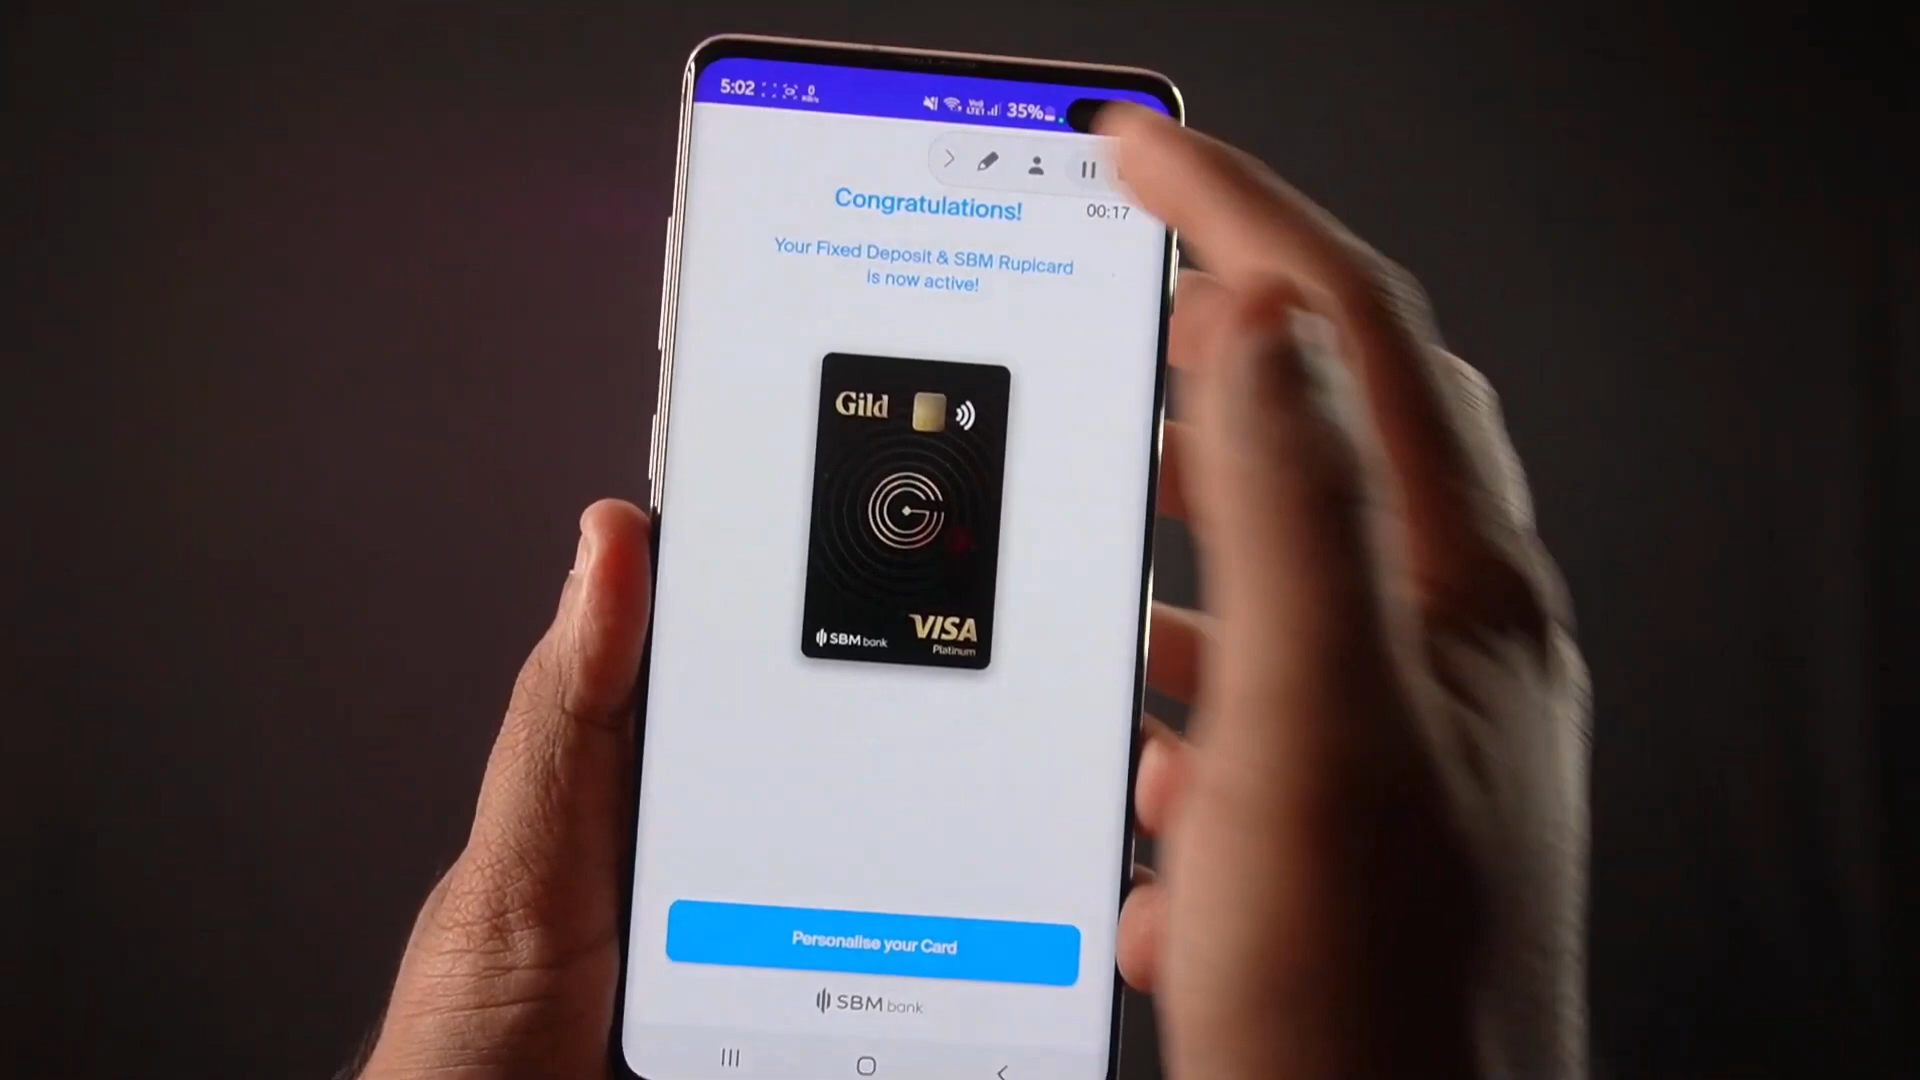 5:02
0
35%
00:17
Congratulations!
Your Fixed Deposit & SBM Rupicard
is now active!
Gild
SBM bank
VISA
Platinum
Personalise your Card
SBM bank